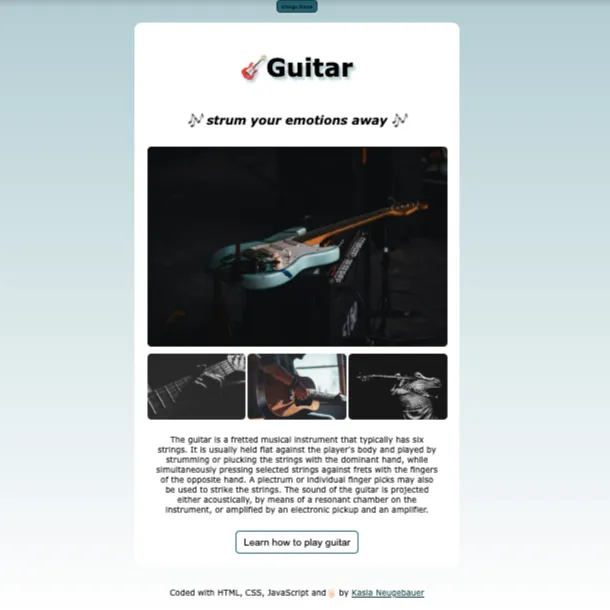 Change theme
🎸Guitar
🎶 strum your emotions away 🎶
The guitar is a fretted musical instrument that typically has six
strings. It is usually held flat against the player's body and played by
strumming or plucking the strings with the dominant hand, while
simultaneously pressing selected strings against frets with the fingers
of the opposite hand. A plectrum or individual finger picks may also
be used to strike the strings. The sound of the guitar is projected
either acoustically, by means of a resonant chamber on the
instrument, or amplified by an electronic pickup and an amplifier.
Learn how to play guitar
Coded with HTML, CSS, JavaScript and by Kasia Neugebauer